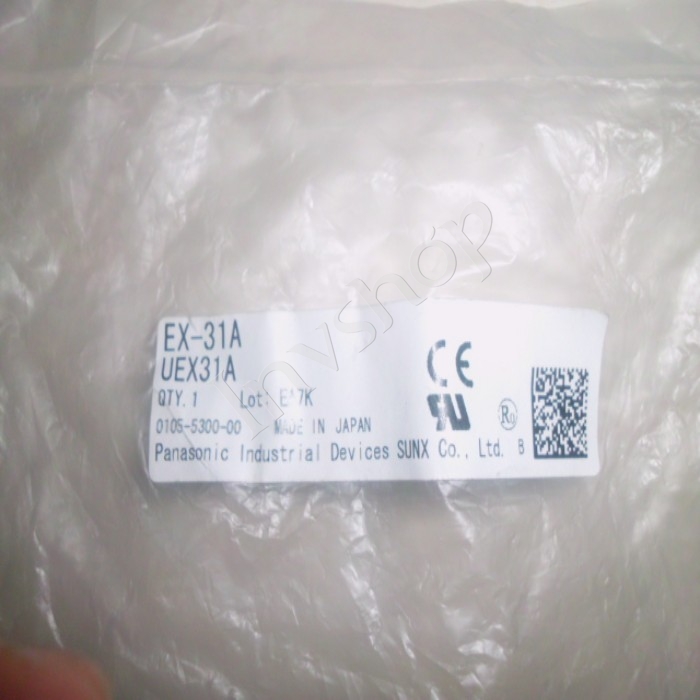 EX-31A
UEX31A
QTY. 1 Lot:
0105-5300-00 MADE IN JAPAN
Panasonic Industrial Devices SUNX Co., Ltd. B
CE
Invshop